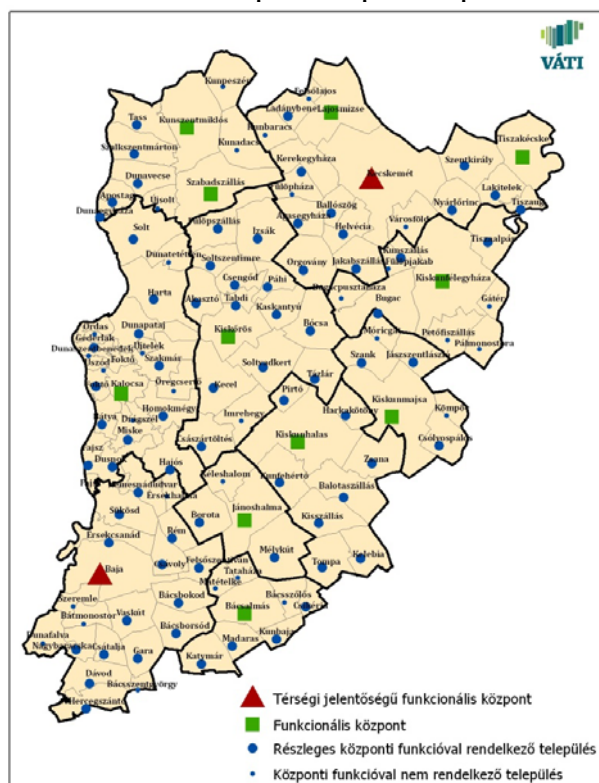 VÁTI
Kunpeszér
Felsőlajos
Ladánybene
Lajosmizse
Tass
Kunszentmiklós
Kunbaracs
Tiszakécske
Szalkszentmárton
Kunadacs
Kerekegyháza
Kecskemét
Szentkirály
Dunavecse
Szabadszállás
Fülöpháza
Lakitelek
Apostag
Újsolt
Ballószög
Nyárlőrinc
Tiszaug
Dunaegyháza
Fülöpszállás
Ágasegyháza
Helvécia
Városföld
Solt
Izsák
Tiszaalpár
Kunszállás
Dunatetétlen
Soltszentimre
Orgovány
Jakabszállás
Fülöpjakab
Csengőd
Páhi
Bugacpusztaháza
Kiskunfélegyháza
Harta
Akasztó
Tabdi
Kaskantyú
Bugac
Gátér
Ordas
Dunapataj
Kiskőrös
Bócsa
Móricgát
Petőfiszállás
Géderlak
Pálmonostora
Dunaszentbenedek
Újtelek
Uszód
Foktő
Szakmár
Soltvadkert
Szank
Jászszentlászló
Kalocsa
Öregcsertő
Kecel
Tázlár
Pirtó
Kiskunmajsa
Bátya
Drágszél
Homokmégy
Imrehegy
Harkakötöny
Kömpöc
Miske
Császártöltés
Kiskunhalas
Csólyospálos
Fajsz
Dusnok
Hajós
Zsana
Nemesnádudvar
Kéleshalom
Kunfehértó
Érsekhalma
Balotaszállás
Sükösd
Borota
Jánoshalma
Kisszállás
Érsekcsanád
Rém
Mélykút
Kelebia
Baja
Csávoly
Felsőszentiván
Tompa
Tataháza
Mátételke
Szeremle
Bácsbokod
Bácsszőlős
Bátmonostor
Vaskút
Bácsalmás
Csikéria
Dunafalva
Bácsborsód
Madaras
Kunbaja
Nagybaracska
Csátalja
Gara
Katymár
Dávod
Bácsszentgyörgy
Hercegszántó
Térségi jelentőségű funkcionális központ
Funkcionális központ
Részleges központi funkcióval rendelkező település
Központi funkcióval nem rendelkező település